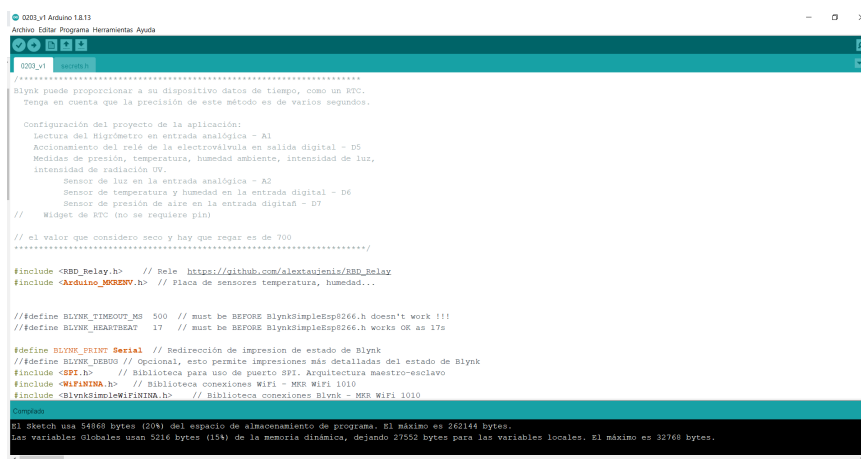 0203_v1 Arduino 1.8.13
Archivo Editar Programa Herramientas Ayuda
0203_v1 secrets.h
/*********************************************************************
Blynk puede proporcionar a su dispositivo datos de tiempo, como un RTC.
Tenga en cuenta que la precisión de este método es de varios segundos.
Configuración del proyecto de la aplicación:
Lectura del Higrómetro en entrada analógica - A1
Accionamiento del relé de la electroválvula en salida digital - D5
Medidas de presión, temperatura, humedad ambiente, intensidad de luz,
intensidad de radiación UV.
Sensor de luz en la entrada analógica - A2
Sensor de temperatura y humedad en la entrada digital - D6
Sensor de presión de aire en la entrada digitañ - D7
// Widget de RTC (no se requiere pin)
// el valor que considero seco y hay que regar es de 700
***********************************************************************/
#include <RBD_Relay.h> // Rele https://github.com/alextaujenis/RBD_Relay
#include <Arduino_MKRENV.h> // Placa de sensores temperatura, humedad...
//#define BLYNK_TIMEOUT_MS 500 // must be BEFORE BlynkSimpleEsp8266.h doesn't work !!!
//#define BLYNK_HEARTBEAT 17 // must be BEFORE BlynkSimpleEsp8266.h works OK as 17s
#define BLYNK_PRINT Serial // Redirección de impresion de estado de Blynk
//#define BLYNK_DEBUG // Opcional, esto permite impresiones más detalladas del estado de Blynk
#include <SPI.h> // Biblioteca para uso de puerto SPI. Arquitectura maestro-esclavo
#include <WiFiNINA.h> // Biblioteca conexiones WiFi - MKR WiFi 1010
#include <BlynkSimpleWiFiNINA.h> // Biblioteca conexiones Blynk - MKR WiFi 1010
Compilado
El Sketch usa 54868 bytes (20%) del espacio de almacenamiento de programa. El máximo es 262144 bytes.
Las variables Globales usan 5216 bytes (15%) de la memoria dinámica, dejando 27552 bytes para las variables locales. El máximo es 32768 bytes.